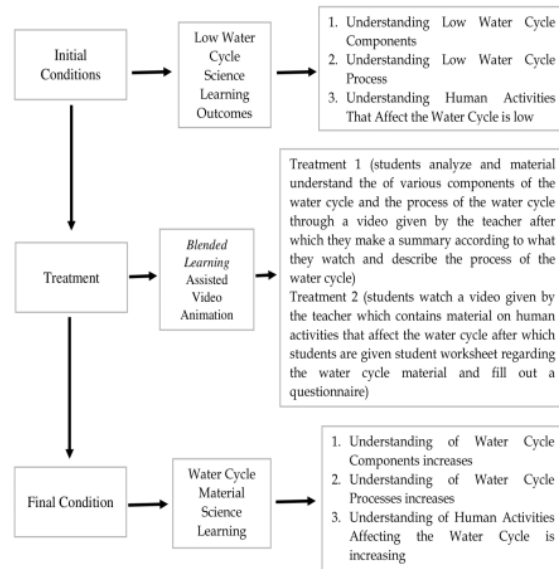 Initial
Conditions
Low Water
Cycle
Science
Learning
Outcomes
1. Understanding Low Water Cycle
Components
2. Understanding Low Water Cycle
Process
3. Understanding Human Activities
That Affect the Water Cycle is low
Treatment
Blended Learning
Assisted
Video
Animation
Treatment 1 (students analyze and material
understand the of various components of the
water cycle and the process of the water cycle
through a video given by the teacher after
which they make a summary according to what
they watch and describe the process of the
water cycle)
Treatment 2 (students watch a video given by
the teacher which contains material on human
activities that affect the water cycle after which
students are given student worksheet regarding
the water cycle material and fill out a
questionnaire)
Final Condition
Water Cycle
Material
Science
Learning
1. Understanding of Water Cycle
Components increases
2. Understanding of Water Cycle
Processes increases
3. Understanding of Human Activities
Affecting the Water Cycle is
increasing